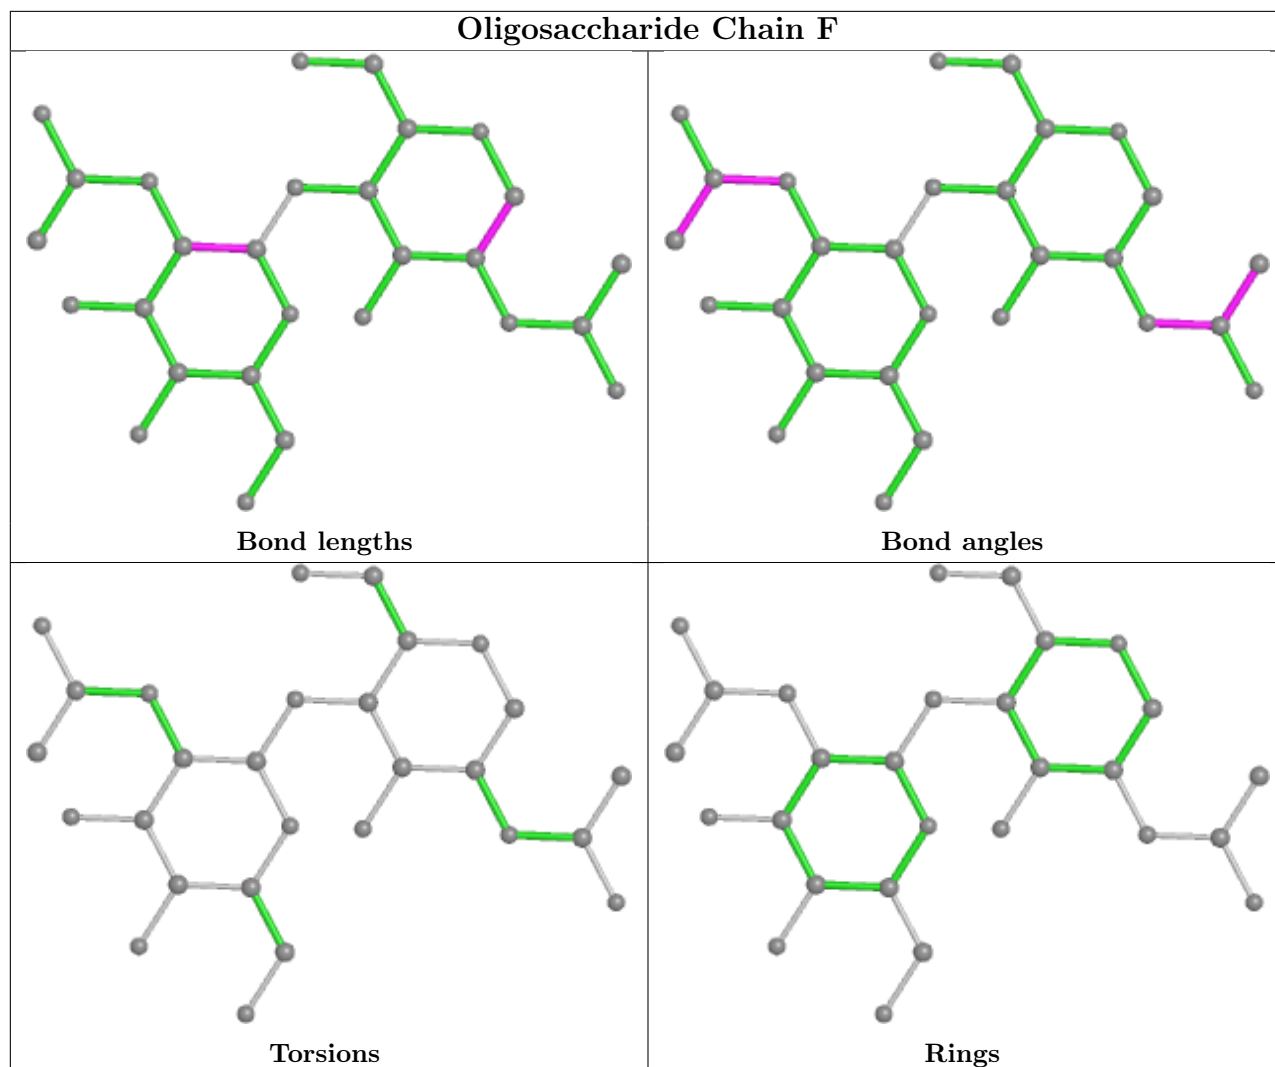 Oligosaccharide Chain F
Bond lengths
Bond angles
Torsions
Rings